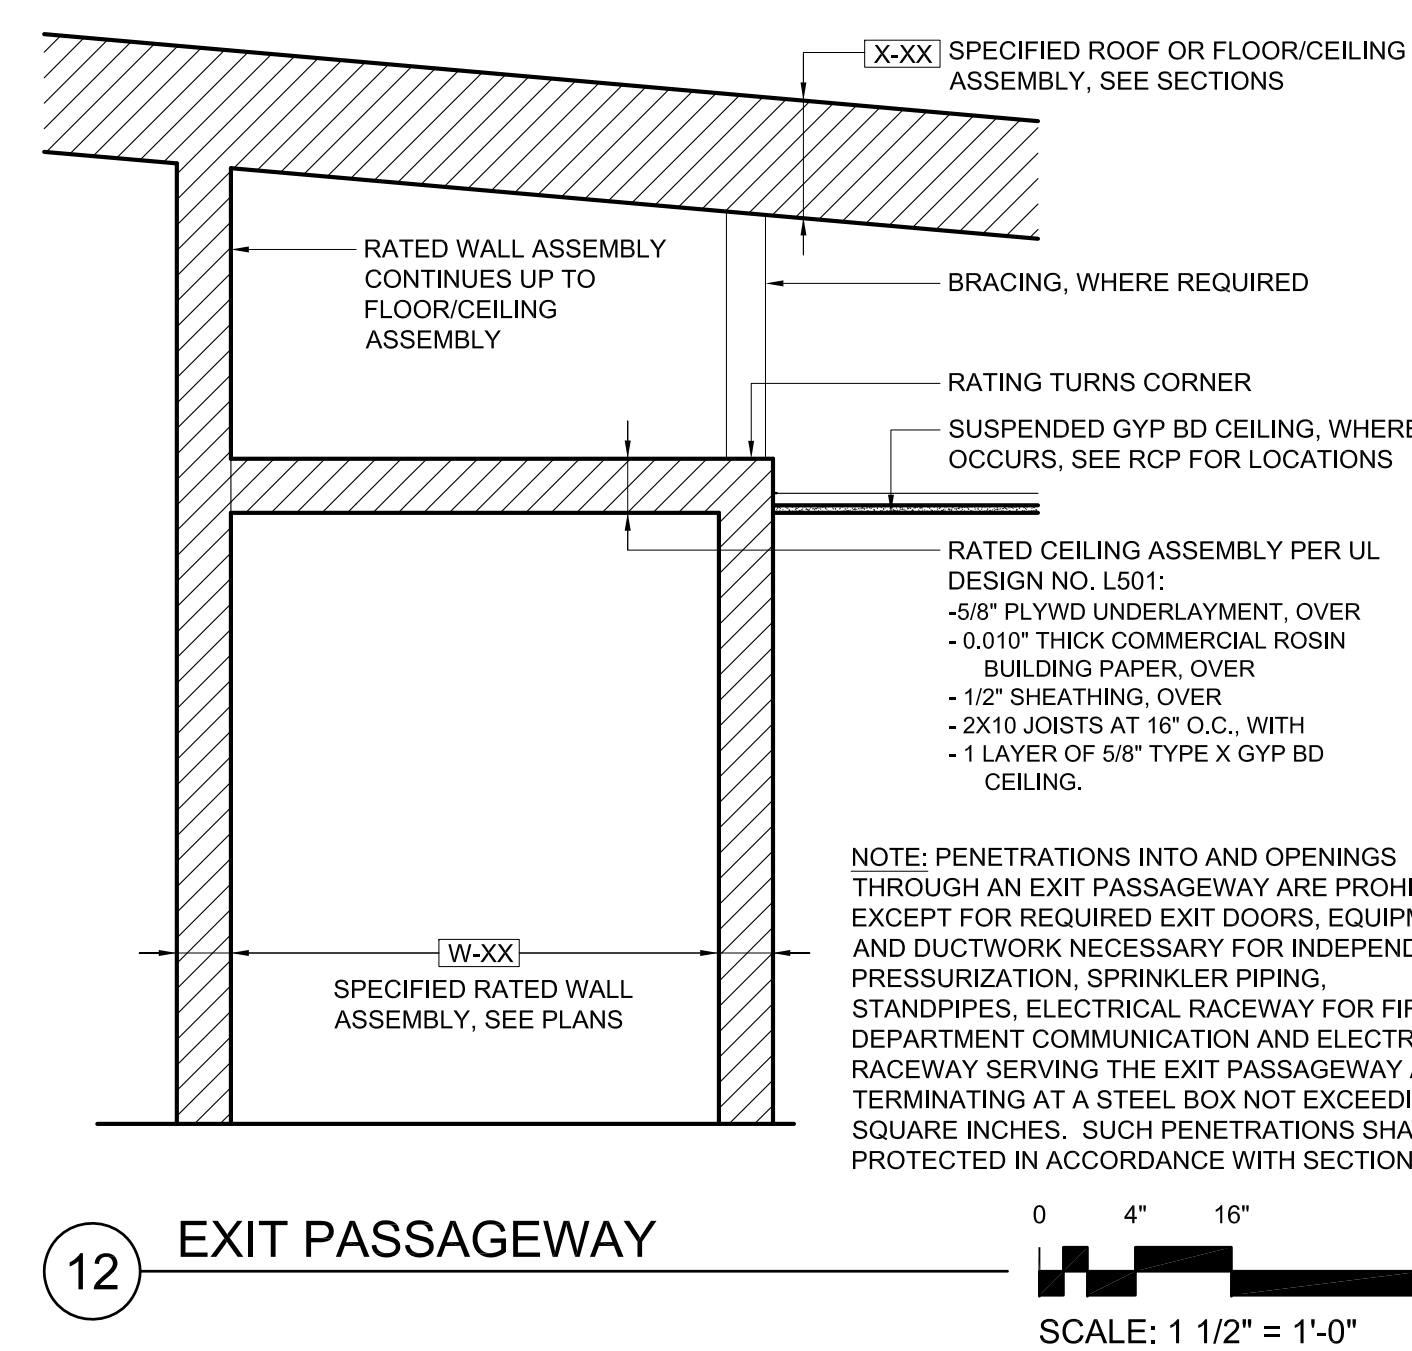 X-XX SPECIFIED ROOF OR FLOOR/CEILING
ASSEMBLY, SEE SECTIONS
RATED WALL ASSEMBLY
CONTINUES UP TO
FLOOR/CEILING
ASSEMBLY
BRACING, WHERE REQUIRED
RATING TURNS CORNER
SUSPENDED GYP BD CEILING, WHERE
OCCURS, SEE RCP FOR LOCATIONS
RATED CEILING ASSEMBLY PER UL
DESIGN NO. L501:
-5/8" PLYWD UNDERLAYMENT, OVER
- 0.010" THICK COMMERCIAL ROSIN
BUILDING PAPER, OVER
- 1/2" SHEATHING, OVER
- 2X10 JOISTS AT 16" O.C., WITH
- 1 LAYER OF 5/8" TYPE X GYP BD
CEILING.
W-XX
SPECIFIED RATED WALL
ASSEMBLY, SEE PLANS
NOTE: PENETRATIONS INTO AND OPENINGS
THROUGH AN EXIT PASSAGEWAY ARE
EXCEPT FOR REQUIRED EXIT DOORS,
AND DUCTWORK NECESSARY FOR
PRESSURIZATION, SPRINKLER PIPING,
STANDPIPES, ELECTRICAL RACEWAY FOR
DEPARTMENT COMMUNICATION AND
RACEWAY SERVING THE EXIT PASSAGEWAY
TERMINATING AT A STEEL BOX NOT
SQUARE INCHES. SUCH PENETRATIONS
PROTECTED IN ACCORDANCE WITH SECTION
12 EXIT PASSAGEWAY
0 4" 16"
SCALE: 1 1/2" = 1'-0"